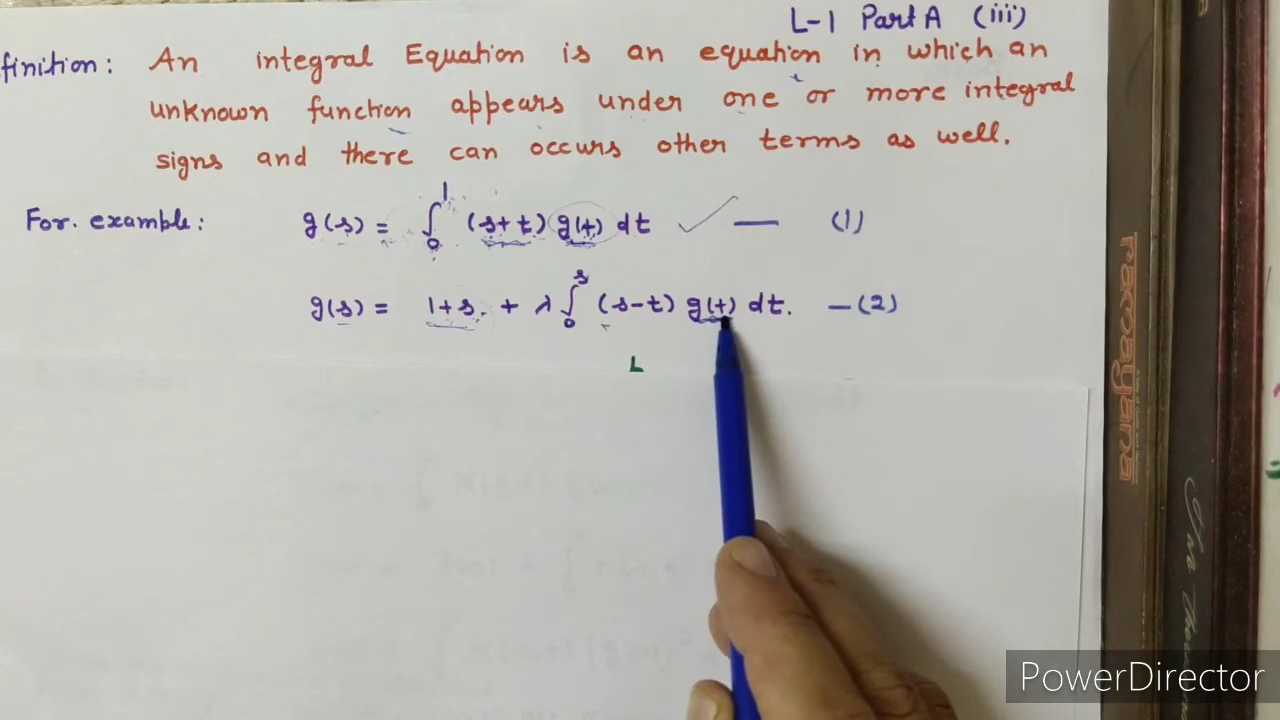 L-1 Part A (iii)
finition: An integral Equation is an equation in which an
unknown function appears under one or more integral
signs and there can occurs other terms as well.
For. example: g(s) = ∫₀¹ (s+t) g(t) dt ✓ — (1)
g(s) = 1+s + λ ∫₀ˢ (s-t) g(t) dt. — (2)
L
PowerDirector